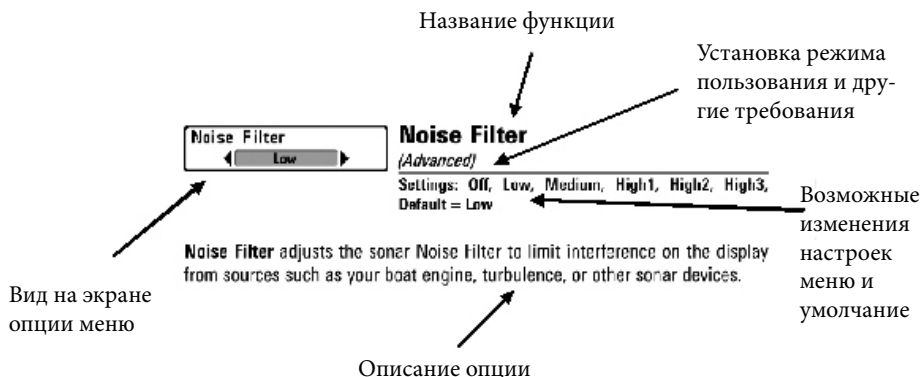 Название функции
Установка режима
пользования и дру-
гие требования
Noise Filter
Low
Noise Filter
(Advanced)
Settings: Off, Low, Medium, High1, High2, High3,
Default = Low
Возможные
изменения
настроек
меню и
умолчание
Noise Filter adjusts the sonar Noise Filter to limit interference on the display
from sources such as your boat engine, turbulence, or other sonar devices.
Вид на экране
опции меню
Описание опции